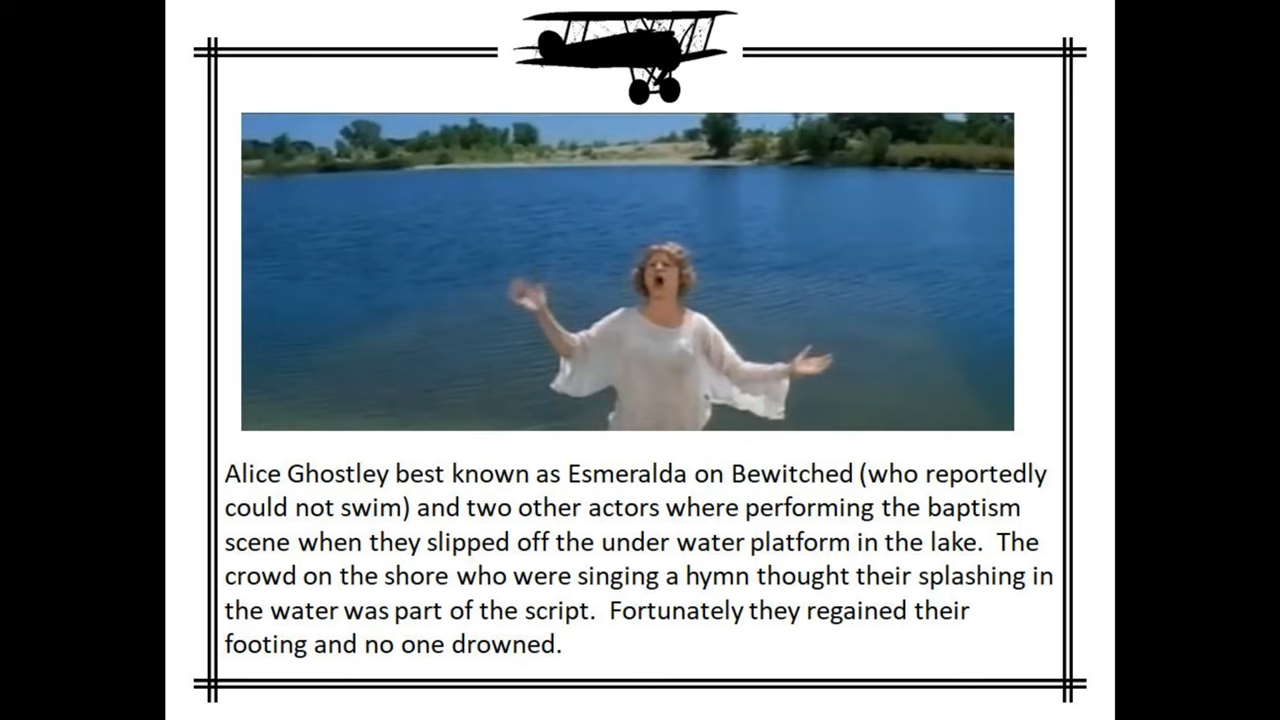 Alice Ghostley best known as Esmeralda on Bewitched (who reportedly
could not swim) and two other actors where performing the baptism
scene when they slipped off the under water platform in the lake.  The
crowd on the shore who were singing a hymn thought their splashing in
the water was part of the script.  Fortunately they regained their
footing and no one drowned.